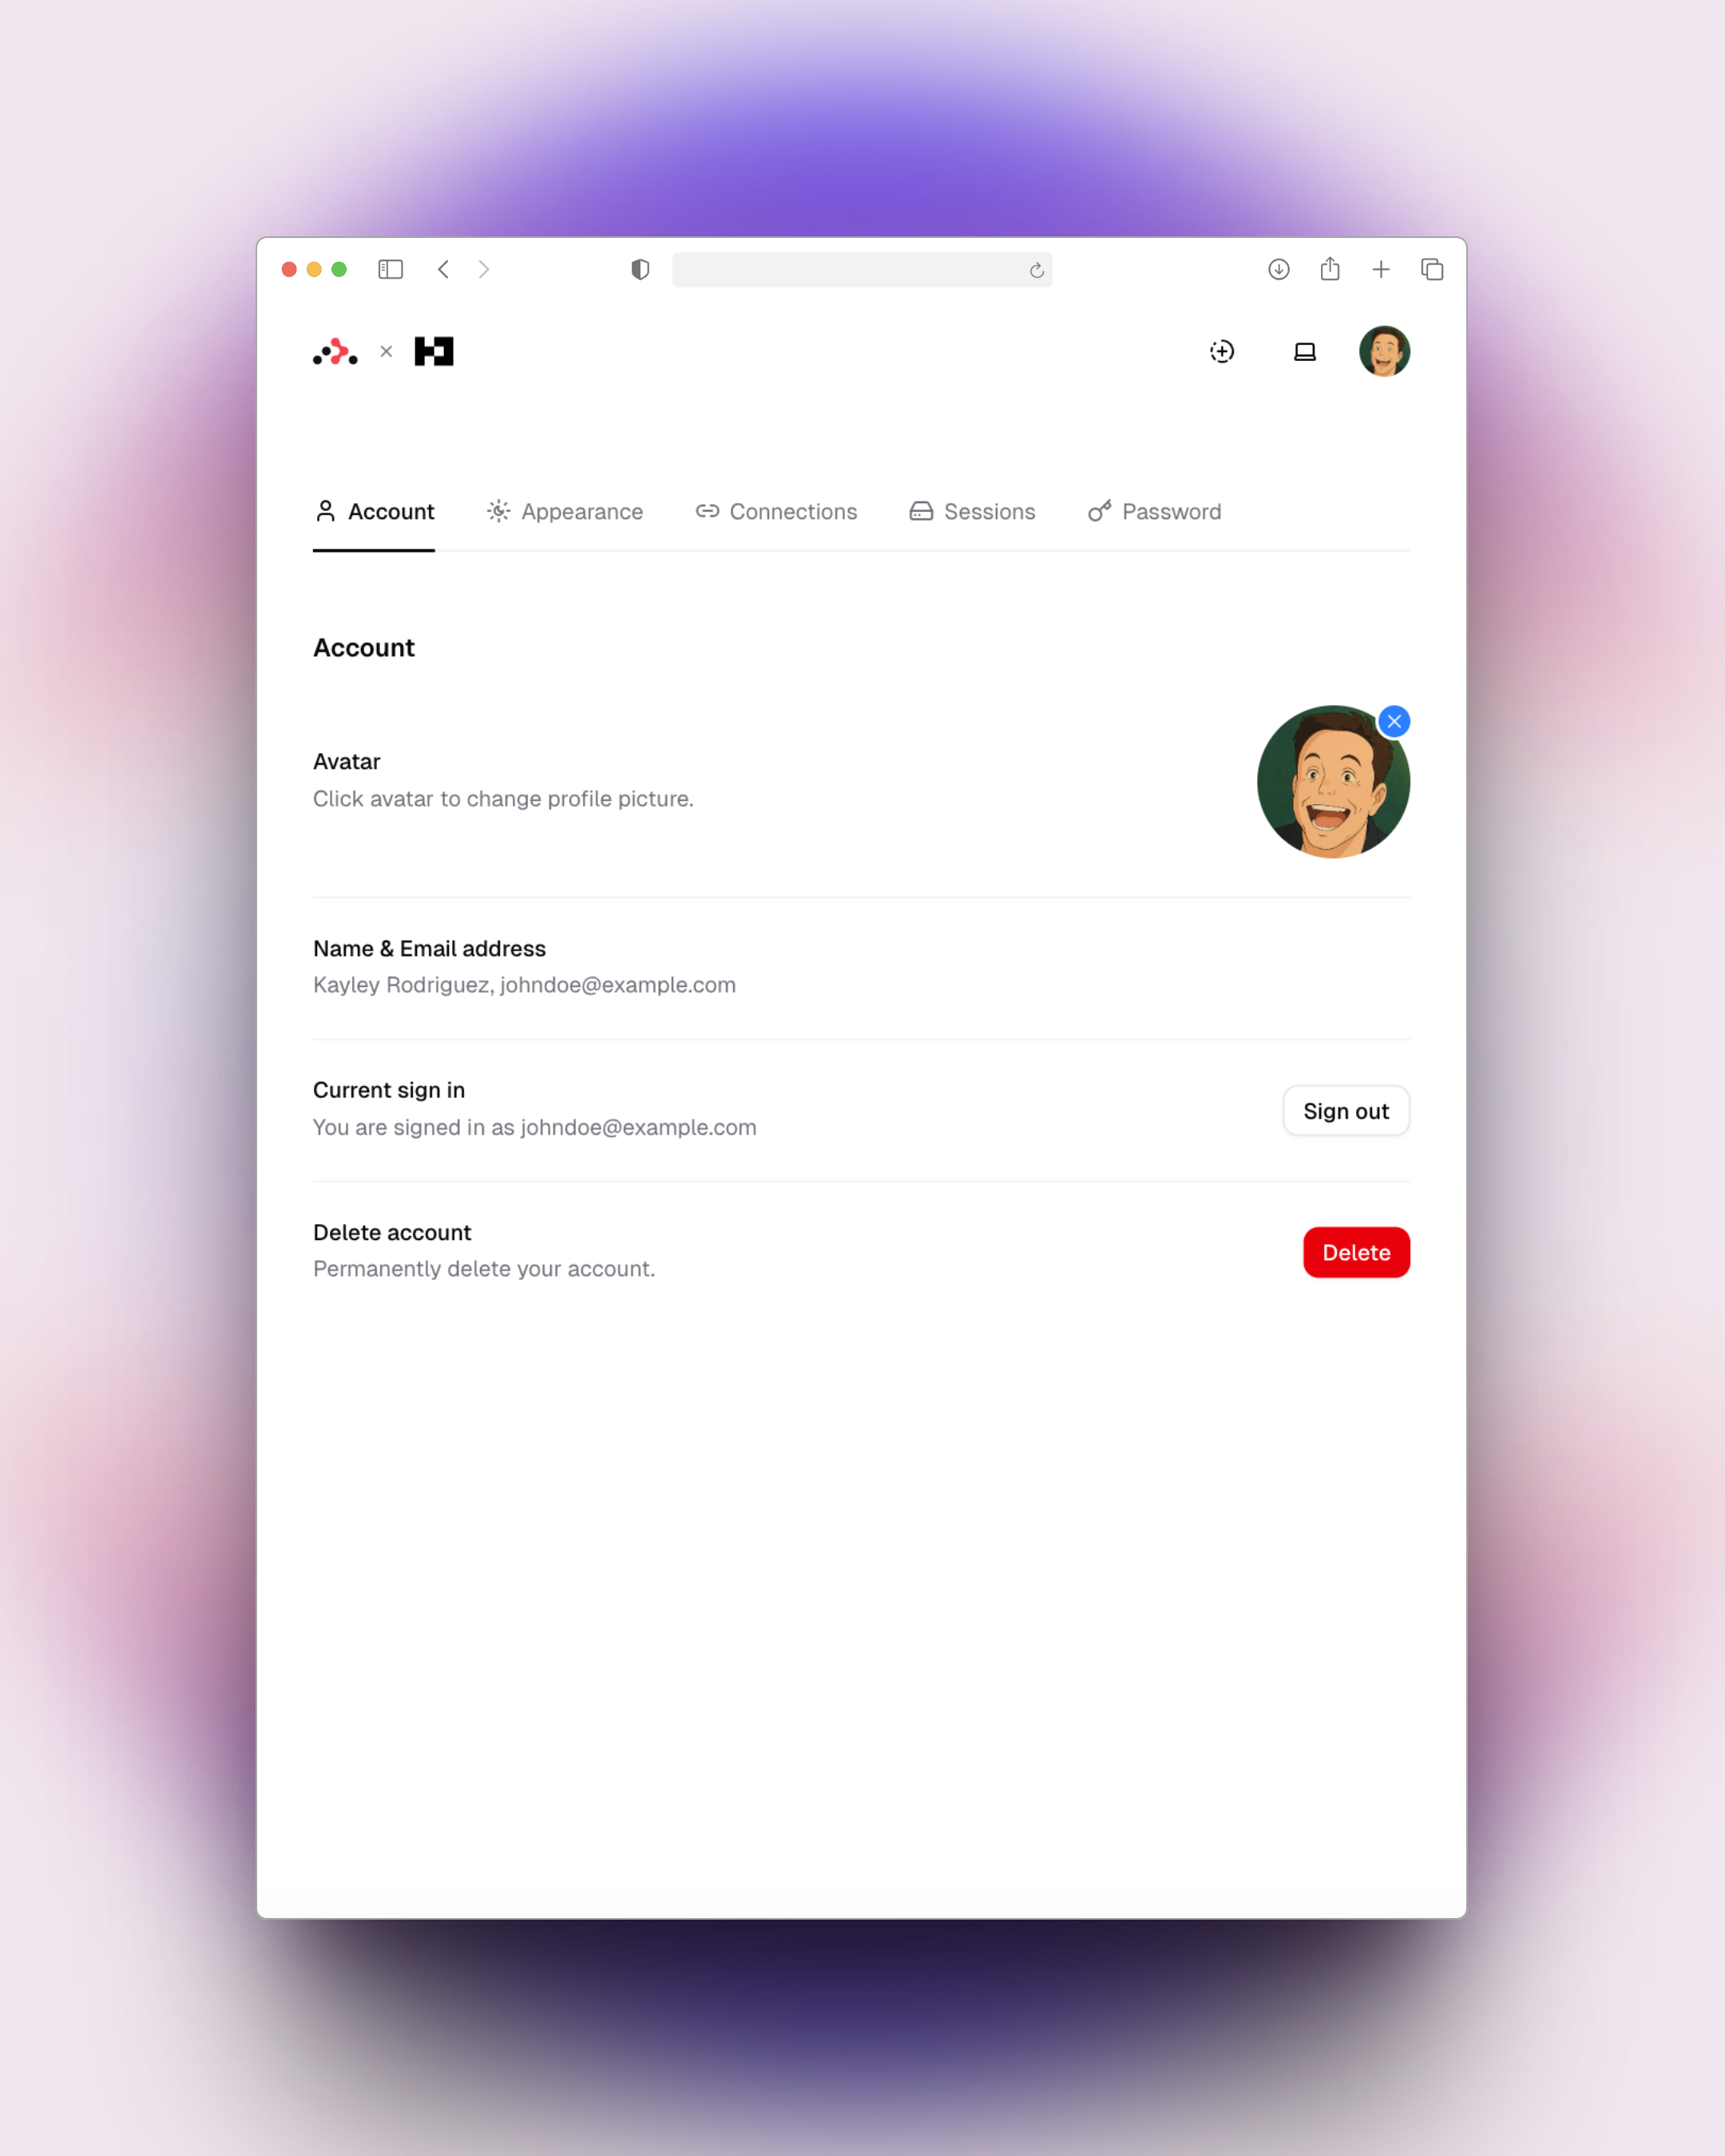 Account
Appearance
Connections
Sessions
Password
Account
Avatar
Click avatar to change profile picture.
Name & Email address
Kayley Rodriguez, johndoe@example.com
Current sign in
You are signed in as johndoe@example.com
Sign out
Delete account
Permanently delete your account.
Delete